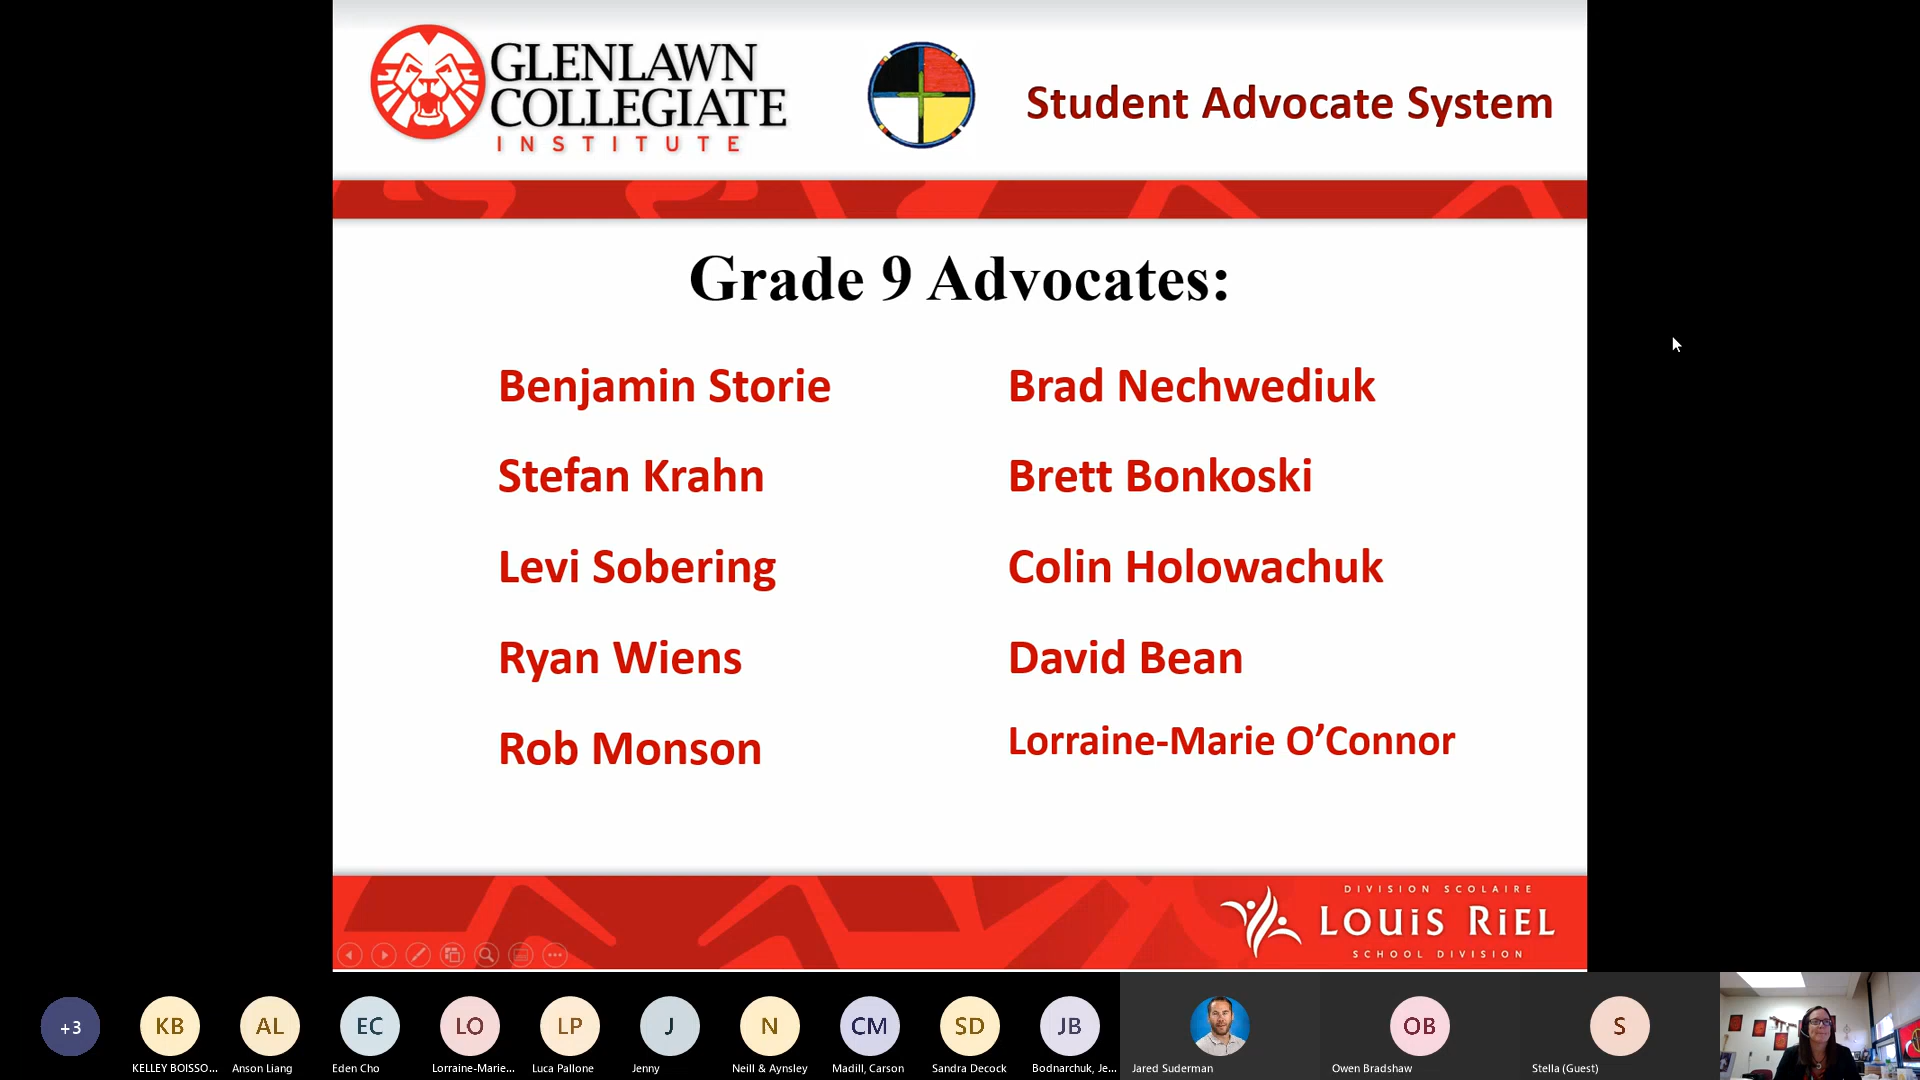 GLENLAWN
COLLEGIATE
INSTITUTE
Student Advocate System
Grade 9 Advocates:
Benjamin Storie
Brad Nechwediuk
Stefan Krahn
Brett Bonkoski
Levi Sobering
Colin Holowachuk
Ryan Wiens
David Bean
Rob Monson
Lorraine-Marie O’Connor
DIVISION SCOLAIRE
LOUiS RiEL
SCHOOL DIVISION
+3
KB
AL
EC
LO
LP
J
N
CM
SD
JB
OB
S
KELLEY BOISSO...
Anson Liang
Eden Cho
Lorraine-Marie...
Luca Pallone
Jenny
Neill & Aynsley
Madill, Carson
Sandra Decock
Bodnarchuk, Je...
Jared Suderman
Owen Bradshaw
Stella (Guest)